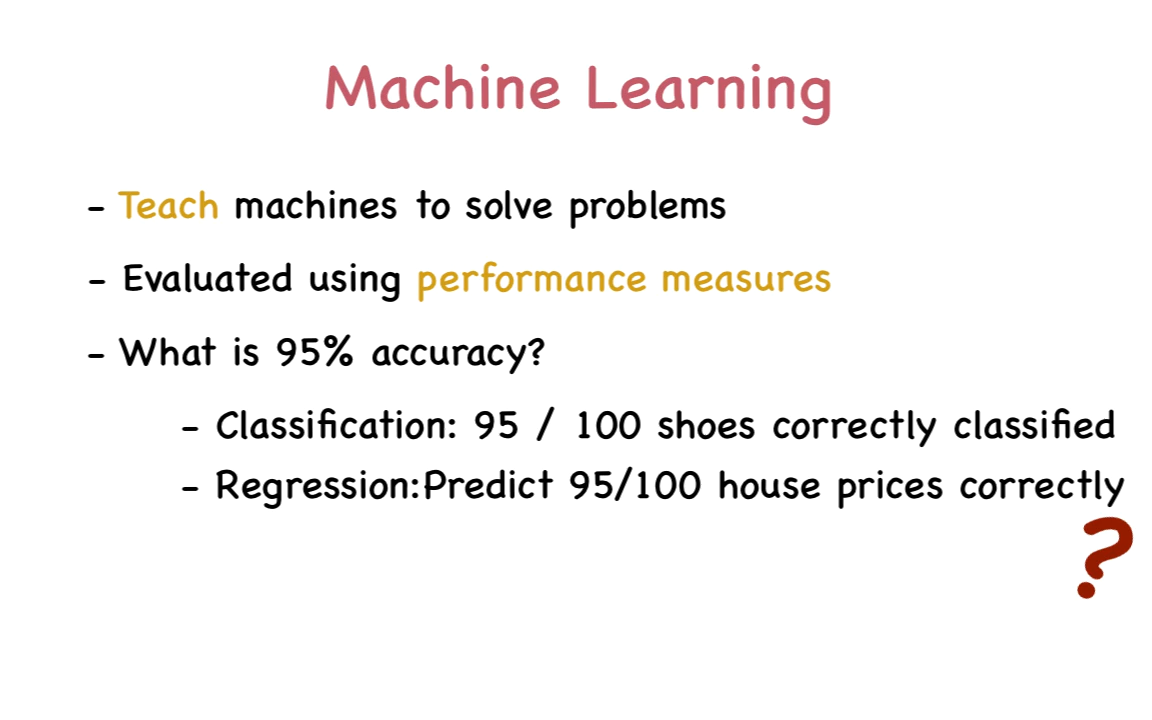 Machine Learning
- Teach machines to solve problems
- Evaluated using performance measures
- What is 95% accuracy?
- Classification: 95 / 100 shoes correctly classified
- Regression:Predict 95/100 house prices correctly
?